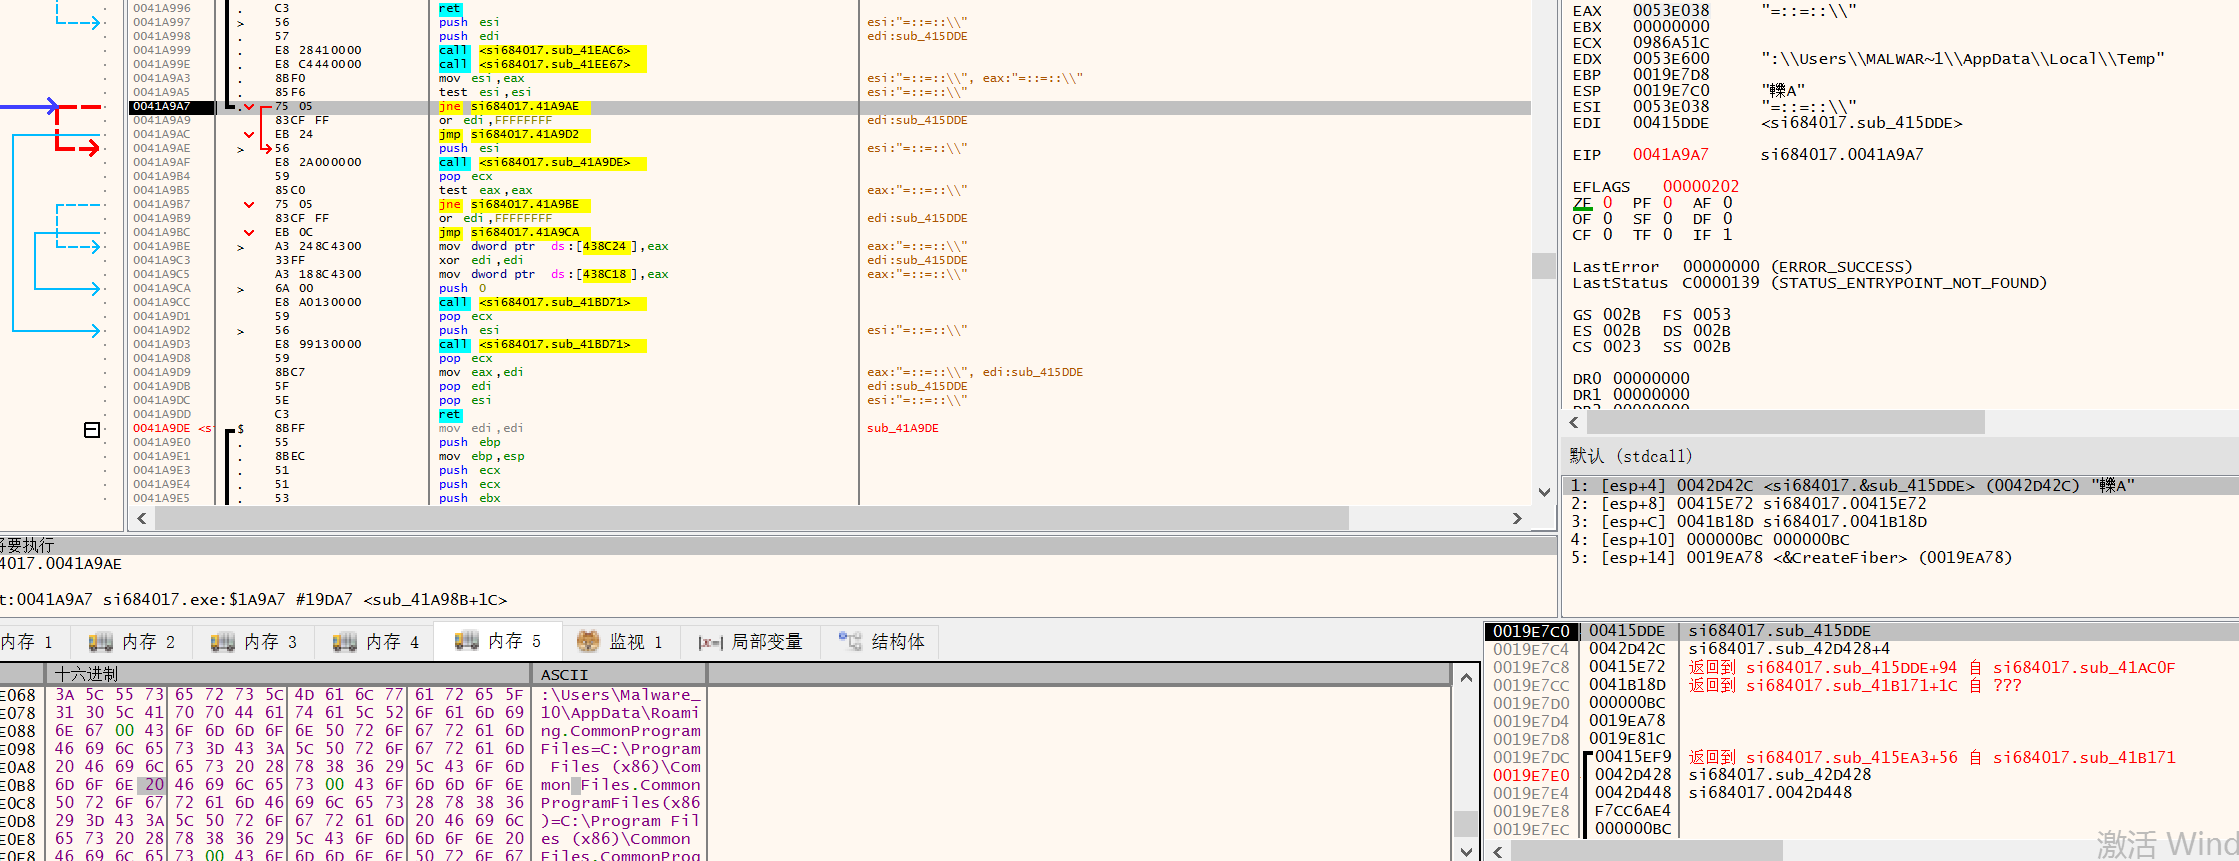 0041A996 . C3 ret
0041A997 > 56 push esi esi:"=::=::\\"
0041A998 . 57 push edi edi:sub_415DDE
0041A999 . E8 28410000 call <si684017.sub_41EAC6>
0041A99E . E8 C4440000 call <si684017.sub_41EE67>
0041A9A3 . 8BF0 mov esi,eax esi:"=::=::\\", eax:"=::=::\\"
0041A9A5 . 85F6 test esi,esi esi:"=::=::\\"
0041A9A7 . 75 05 jne si684017.41A9AE
0041A9A9 . 83CF FF or edi,FFFFFFFF edi:sub_415DDE
0041A9AC . EB 24 jmp si684017.41A9D2
0041A9AE > 56 push esi esi:"=::=::\\"
0041A9AF . E8 2A000000 call <si684017.sub_41A9DE>
0041A9B4 . 59 pop ecx
0041A9B5 . 85C0 test eax,eax eax:"=::=::\\"
0041A9B7 . 75 05 jne si684017.41A9BE
0041A9B9 . 83CF FF or edi,FFFFFFFF edi:sub_415DDE
0041A9BC . EB 0C jmp si684017.41A9CA
0041A9BE > A3 248C4300 mov dword ptr ds:[438C24],eax eax:"=::=::\\"
0041A9C3 . 33FF xor edi,edi edi:sub_415DDE
0041A9C5 . A3 188C4300 mov dword ptr ds:[438C18],eax eax:"=::=::\\"
0041A9CA > 6A 00 push 0
0041A9CC . E8 A0130000 call <si684017.sub_41BD71>
0041A9D1 . 59 pop ecx
0041A9D2 > 56 push esi esi:"=::=::\\"
0041A9D3 . E8 99130000 call <si684017.sub_41BD71>
0041A9D8 . 59 pop ecx
0041A9D9 . 8BC7 mov eax,edi eax:"=::=::\\", edi:sub_415DDE
0041A9DB . 5F pop edi edi:sub_415DDE
0041A9DC . 5E pop esi esi:"=::=::\\"
0041A9DD . C3 ret
0041A9DE <si $ 8BFF mov edi,edi sub_41A9DE
0041A9E0 . 55 push ebp
0041A9E1 . 8BEC mov ebp,esp
0041A9E3 . 51 push ecx
0041A9E4 . 51 push ecx
0041A9E5 . 53 push ebx
EAX 0053E038 "=::=::\\"
EBX 00000000
ECX 0986A51C
EDX 0053E600 ":\\Users\\MALWAR~1\\AppData\\Local\\Temp"
EBP 0019E7D8
ESP 0019E7C0 "轢A"
ESI 0053E038 "=::=::\\"
EDI 00415DDE <si684017.sub_415DDE>
EIP 0041A9A7 si684017.0041A9A7
EFLAGS 00000202
ZF 0 PF 0 AF 0
OF 0 SF 0 DF 0
CF 0 TF 0 IF 1
LastError 00000000 (ERROR_SUCCESS)
LastStatus C0000139 (STATUS_ENTRYPOINT_NOT_FOUND)
GS 002B FS 0053
ES 002B DS 002B
CS 0023 SS 002B
DR0 00000000
DR1 00000000
DR2 00000000
默认 (stdcall)
1: [esp+4] 0042D42C <si684017.&sub_415DDE> (0042D42C) "轢A"
2: [esp+8] 00415E72 si684017.00415E72
3: [esp+C] 0041B18D si684017.0041B18D
4: [esp+10] 000000BC 000000BC
5: [esp+14] 0019EA78 <&CreateFiber> (0019EA78)
将要执行
4017.0041A9AE
t:0041A9A7 si684017.exe:$1A9A7 #19DA7 <sub_41A98B+1C>
内存 1 内存 2 内存 3 内存 4 内存 5 监视 1 局部变量 结构体
十六进制 ASCII
E068 3A 5C 55 73 65 72 73 5C 4D 61 6C 77 61 72 65 5F :\Users\Malware_
E078 31 30 5C 41 70 70 44 61 74 61 5C 52 6F 61 6D 69 10\AppData\Roami
E088 6E 67 00 43 6F 6D 6D 6F 6E 50 72 6F 67 72 61 6D ng.CommonProgram
E098 46 69 6C 65 73 3D 43 3A 5C 50 72 6F 67 72 61 6D Files=C:\Program
E0A8 20 46 69 6C 65 73 20 28 78 38 36 29 5C 43 6F 6D  Files (x86)\Com
E0B8 6D 6F 6E 20 46 69 6C 65 73 00 43 6F 6D 6D 6F 6E mon Files.Common
E0C8 50 72 6F 67 72 61 6D 46 69 6C 65 73 28 78 38 36 ProgramFiles(x86
E0D8 29 3D 43 3A 5C 50 72 6F 67 72 61 6D 20 46 69 6C )=C:\Program Fil
E0E8 65 73 20 28 78 38 36 29 5C 43 6F 6D 6D 6F 6E 20 es (x86)\Common
E0F8 46 69 6C 65 73 00 43 6F 6D 6D 6F 6E 50 72 6F 67 Files.CommonProg
0019E7C0 00415DDE si684017.sub_415DDE
0019E7C4 0042D42C si684017.sub_42D428+4
0019E7C8 00415E72 返回到 si684017.sub_415DDE+94 自 si684017.sub_41AC0F
0019E7CC 0041B18D 返回到 si684017.sub_41B171+1C 自 ???
0019E7D0 000000BC
0019E7D4 0019EA78
0019E7D8 0019E81C
0019E7DC 00415EF9 返回到 si684017.sub_415EA3+56 自 si684017.sub_41B171
0019E7E0 0042D428 si684017.sub_42D428
0019E7E4 0042D448 si684017.0042D448
0019E7E8 F7CC6AE4
0019E7EC 000000BC
激活 Wind